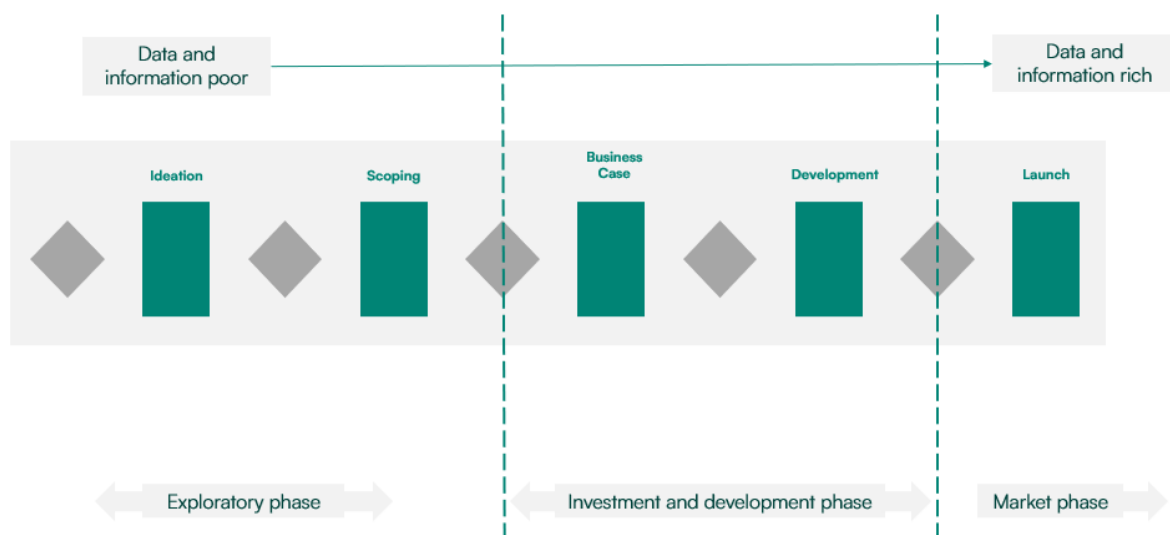 Data and
information poor
Data and
information rich
Ideation
Scoping
Business
Case
Development
Launch
Exploratory phase
Investment and development phase
Market phase